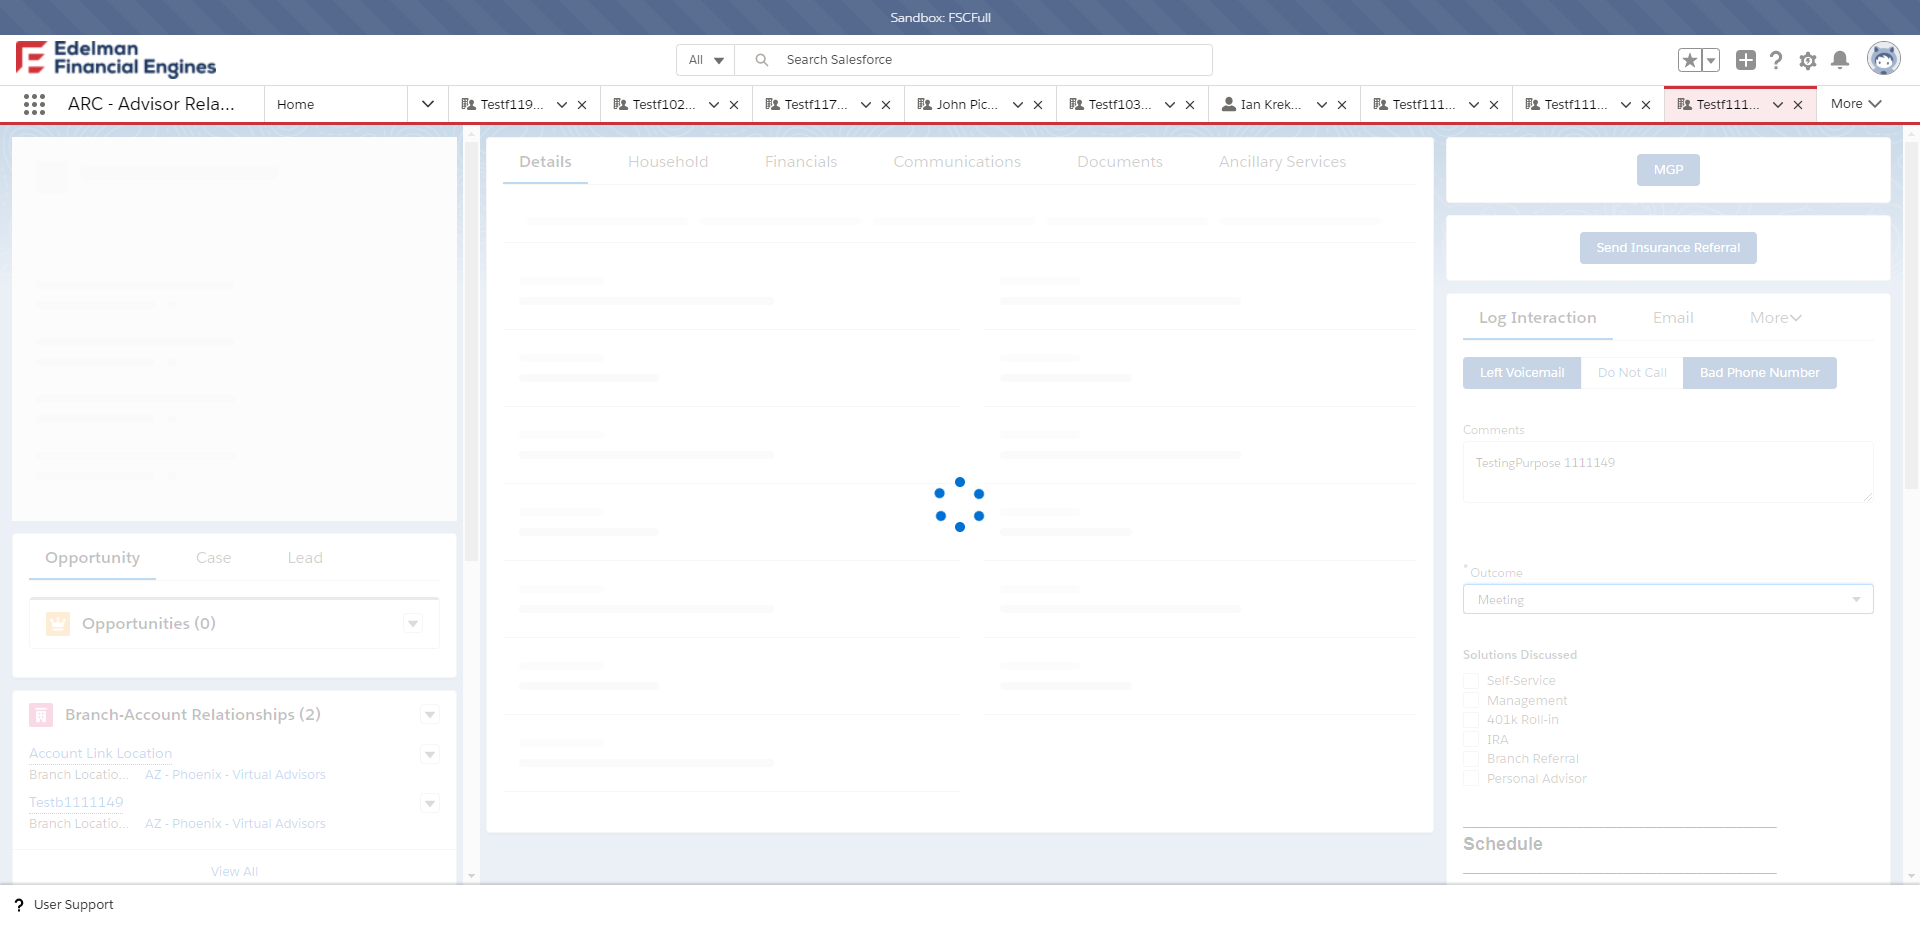 Sandbox: FSCFull
Edelman
Financial Engines
All
Search Salesforce
ARC - Advisor Rela...
Home
Testf119...
Testf102...
Testf117...
John Pic...
Testf103...
Ian Krek...
Testf111...
Testf111...
Testf111...
More
Details
Household
Financials
Communications
Documents
Ancillary Services
MGP
Send Insurance Referral
Log Interaction
Email
More
Left Voicemail
Do Not Call
Bad Phone Number
Comments
TestingPurpose 1111149
* Outcome
Meeting
Solutions Discussed
Self-Service
Management
401k Roll-in
IRA
Branch Referral
Personal Advisor
Schedule
Opportunity
Case
Lead
Opportunities (0)
Branch-Account Relationships (2)
Account Link Location
Branch Locatio... AZ - Phoenix - Virtual Advisors
Testb1111149
Branch Locatio... AZ - Phoenix - Virtual Advisors
View All
? User Support